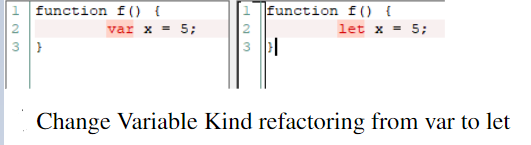 1 function f() {
2 var x = 5;
3 }
1 function f() {
2 let x = 5;
3 }
Change Variable Kind refactoring from var to let